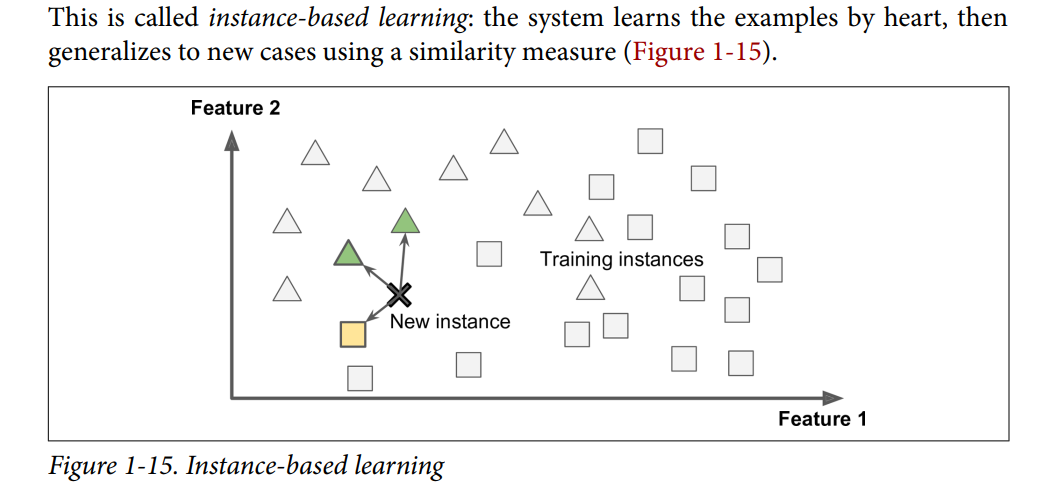 This is called instance-based learning: the system learns the examples by heart, then
generalizes to new cases using a similarity measure (Figure 1-15).
Feature 2
Training instances
New instance
Feature 1
Figure 1-15. Instance-based learning